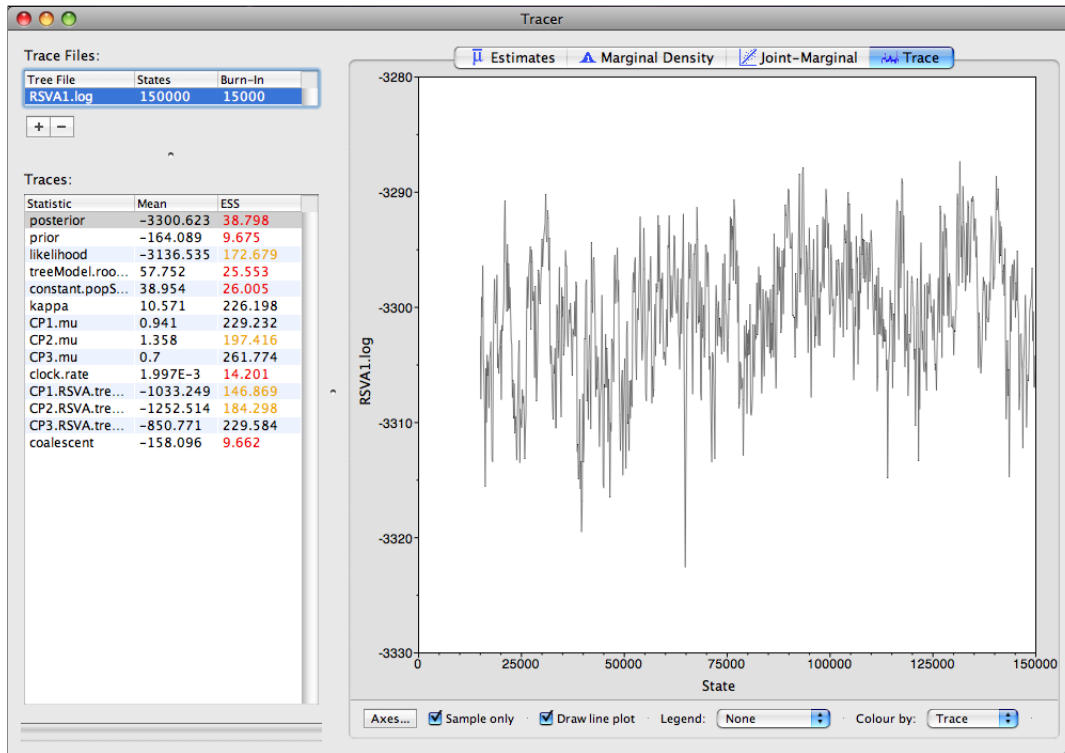 Tracer
Trace Files:
Tree File States Burn-In
RSVA1.log 150000 15000
+ −
Traces:
Statistic Mean ESS
posterior -3300.623 38.798
prior -164.089 9.675
likelihood -3136.535 172.679
treeModel.roo... 57.752 25.553
constant.popS... 38.954 26.005
kappa 10.571 226.198
CP1.mu 0.941 229.232
CP2.mu 1.358 197.416
CP3.mu 0.7 261.774
clock.rate 1.997E-3 14.201
CP1.RSVA.tre... -1033.249 146.869
CP2.RSVA.tre... -1252.514 184.298
CP3.RSVA.tre... -850.771 229.584
coalescent -158.096 9.662
μ Estimates Marginal Density Joint-Marginal Trace
-3280
-3290
-3300
-3310
-3320
-3330
RSVA1.log
0 25000 50000 75000 100000 125000 150000
State
Axes... Sample only Draw line plot Legend: None Colour by: Trace